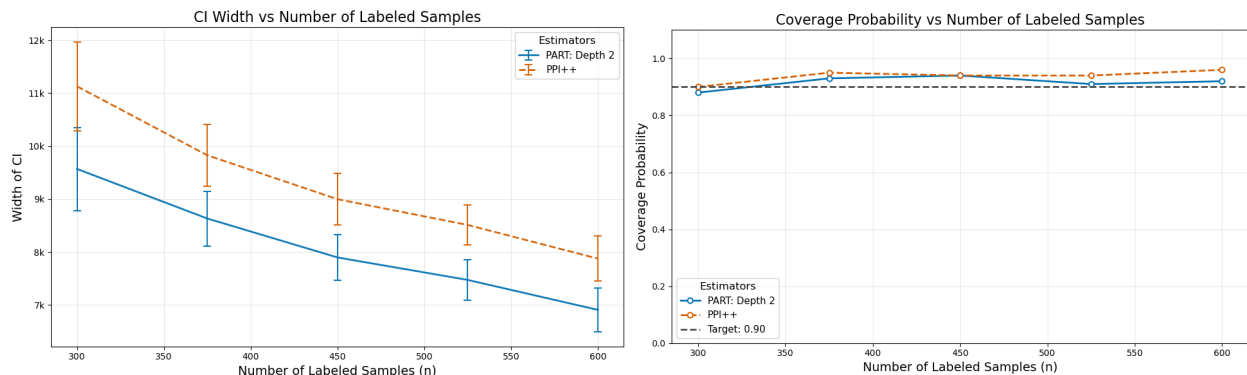 CI Width vs Number of Labeled Samples
Width of CI
12k
11k
10k
9k
8k
7k
Estimators
PART: Depth 2
PPI++
300
350
400
450
500
550
600
Number of Labeled Samples (n)
Coverage Probability vs Number of Labeled Samples
Coverage Probability
1.0
0.8
0.6
0.4
0.2
0.0
Estimators
PART: Depth 2
PPI++
Target: 0.90
300
350
400
450
500
550
600
Number of Labeled Samples (n)